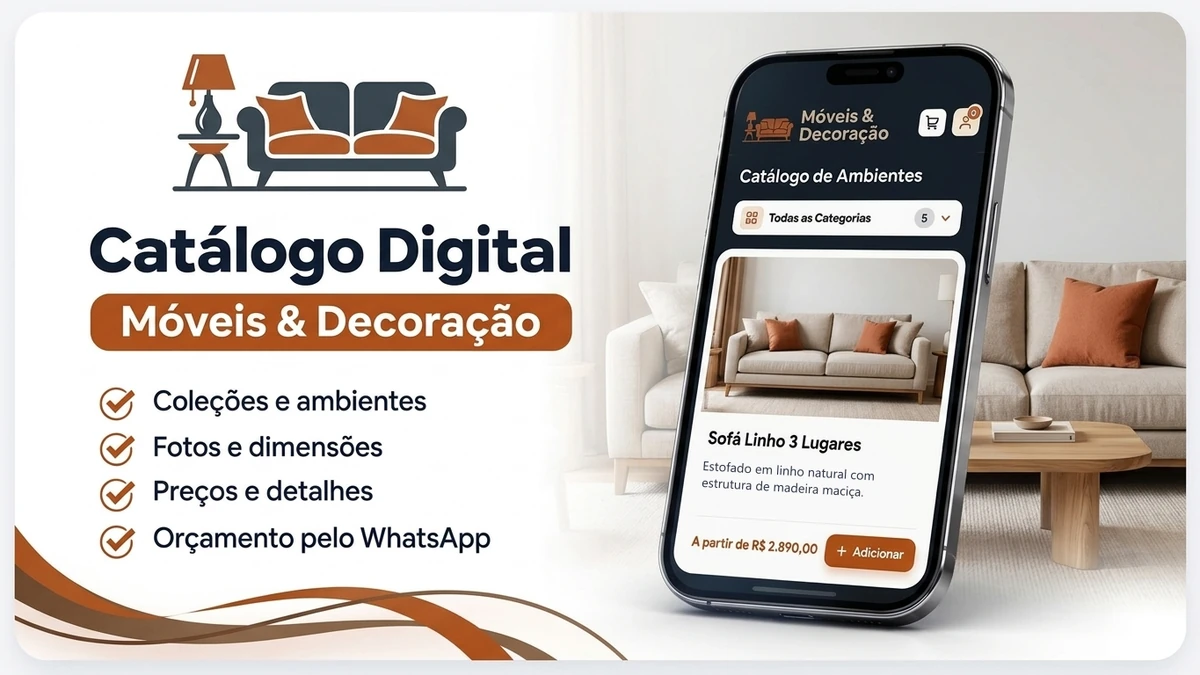 Catálogo Digital
Móveis & Decoração
Coleções e ambientes
Fotos e dimensões
Preços e detalhes
Orçamento pelo WhatsApp
Móveis &
Decoração
0
Catálogo de Ambientes
Todas as Categorias 5
Sofá Linho 3 Lugares
Estofado em linho natural com
estrutura de madeira maciça.
A partir de R$ 2.890,00
+ Adicionar